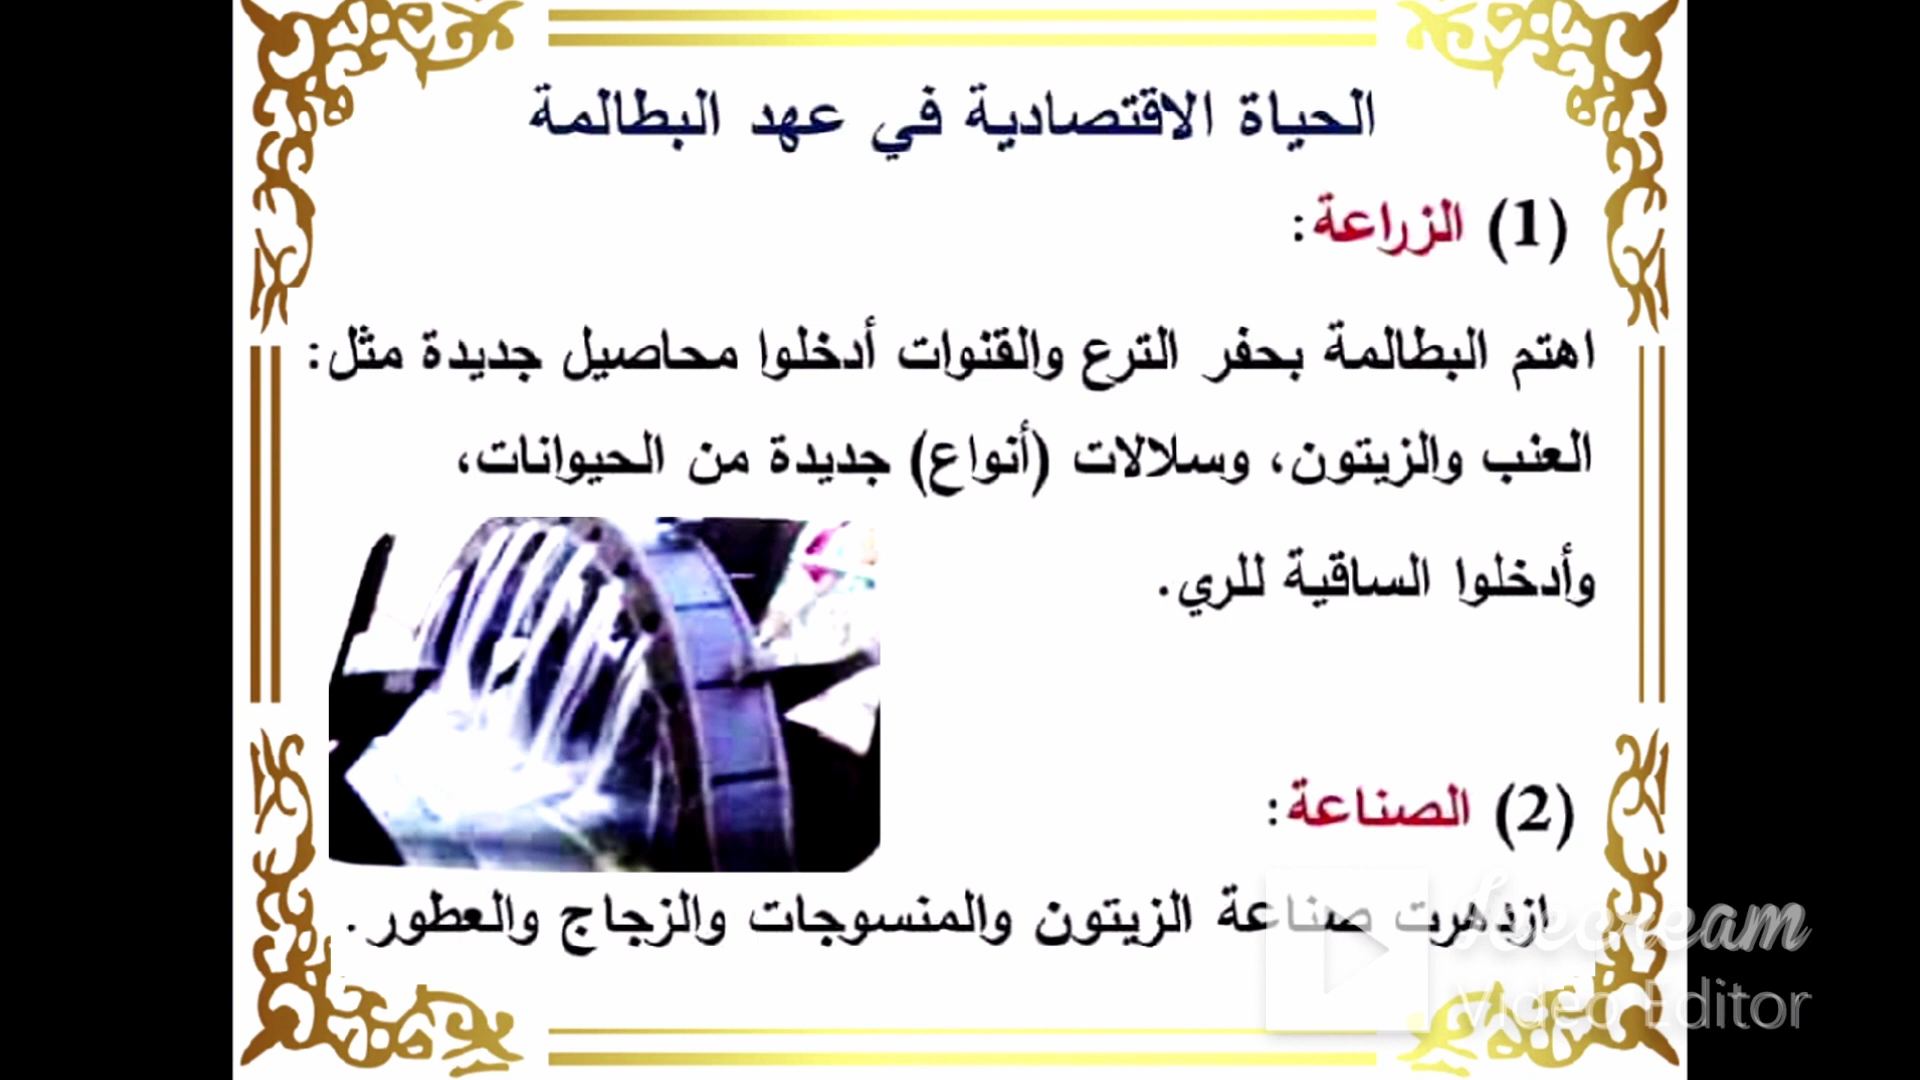 الحياة الاقتصادية في عهد البطالمة
(1) الزراعة:
اهتم البطالمة بحفر الترع والقنوات أدخلوا محاصيل جديدة مثل:
العنب والزيتون، وسلالات (أنواع) جديدة من الحيوانات،
وأدخلوا الساقية للري.
(2) الصناعة:
ازدهرت صناعة الزيتون والمنسوجات والزجاج والعطور.
Icecream
Video Editor